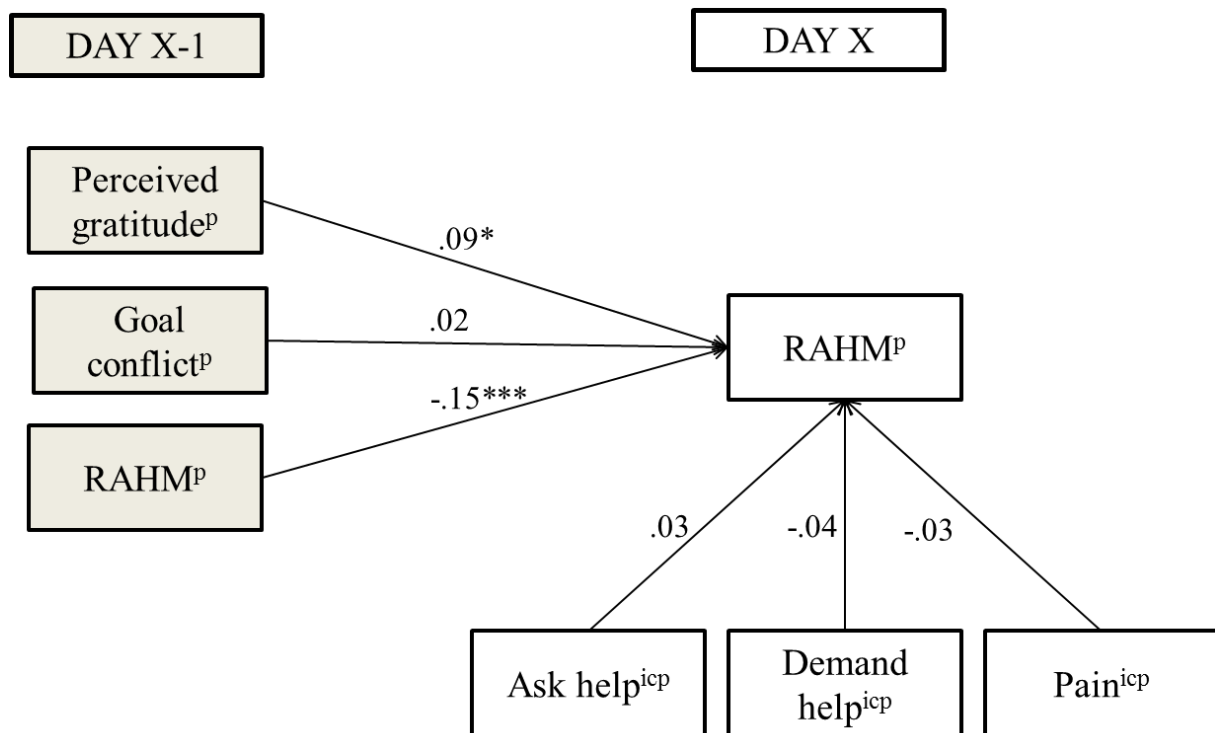 DAY X-1
DAY X
Perceived
gratitudeᵖ
.09*
Goal
conflictᵖ
.02
RAHMᵖ
-.15***
RAHMᵖ
.03
-.04
-.03
Ask helpⁱᶜᵖ
Demand
helpⁱᶜᵖ
Painⁱᶜᵖ